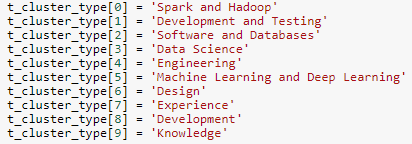 t_cluster_type[0] = 'Spark and Hadoop'
t_cluster_type[1] = 'Development and Testing'
t_cluster_type[2] = 'Software and Databases'
t_cluster_type[3] = 'Data Science'
t_cluster_type[4] = 'Engineering'
t_cluster_type[5] = 'Machine Learning and Deep Learning'
t_cluster_type[6] = 'Design'
t_cluster_type[7] = 'Experience'
t_cluster_type[8] = 'Development'
t_cluster_type[9] = 'Knowledge'